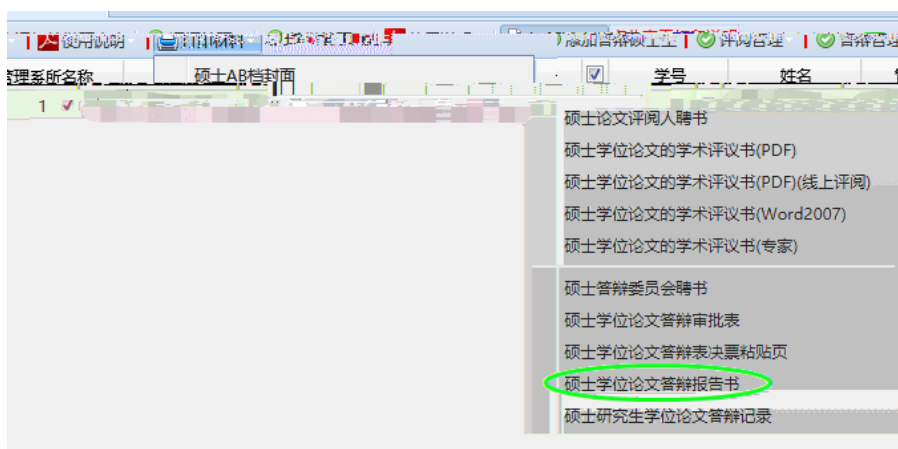 使用说明 打印材料 添加答辩硕士生 评阅管理
管理系所名称 硕士AB档封面 学号 姓名
1
硕士论文评阅人聘书
硕士学位论文的学术评议书(PDF)
硕士学位论文的学术评议书(PDF)(线上评阅)
硕士学位论文的学术评议书(Word2007)
硕士学位论文的学术评议书(专家)
硕士答辩委员会聘书
硕士学位论文答辩审批表
硕士学位论文答辩表决票粘贴页
硕士学位论文答辩报告书
硕士研究生学位论文答辩记录